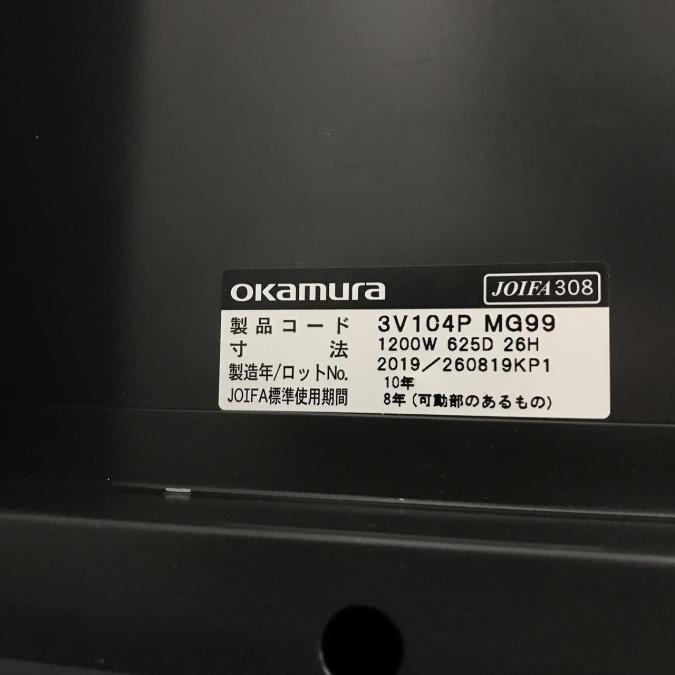 okamura
JOIFA308
製品コード 3V104P MG99
寸法 1200W 625D 26H
製造年/ロットNo. 2019/260819KP1
JOIFA標準使用期間 10年
8年(可動部のあるもの)